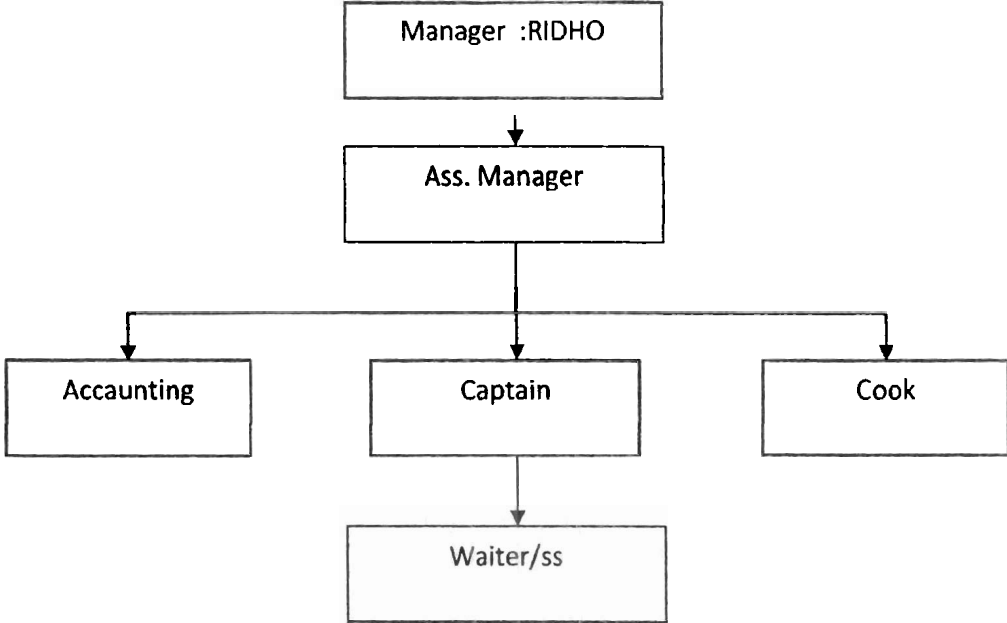 Manager :RIDHO
Ass. Manager
Accaunting
Captain
Cook
Waiter/ss